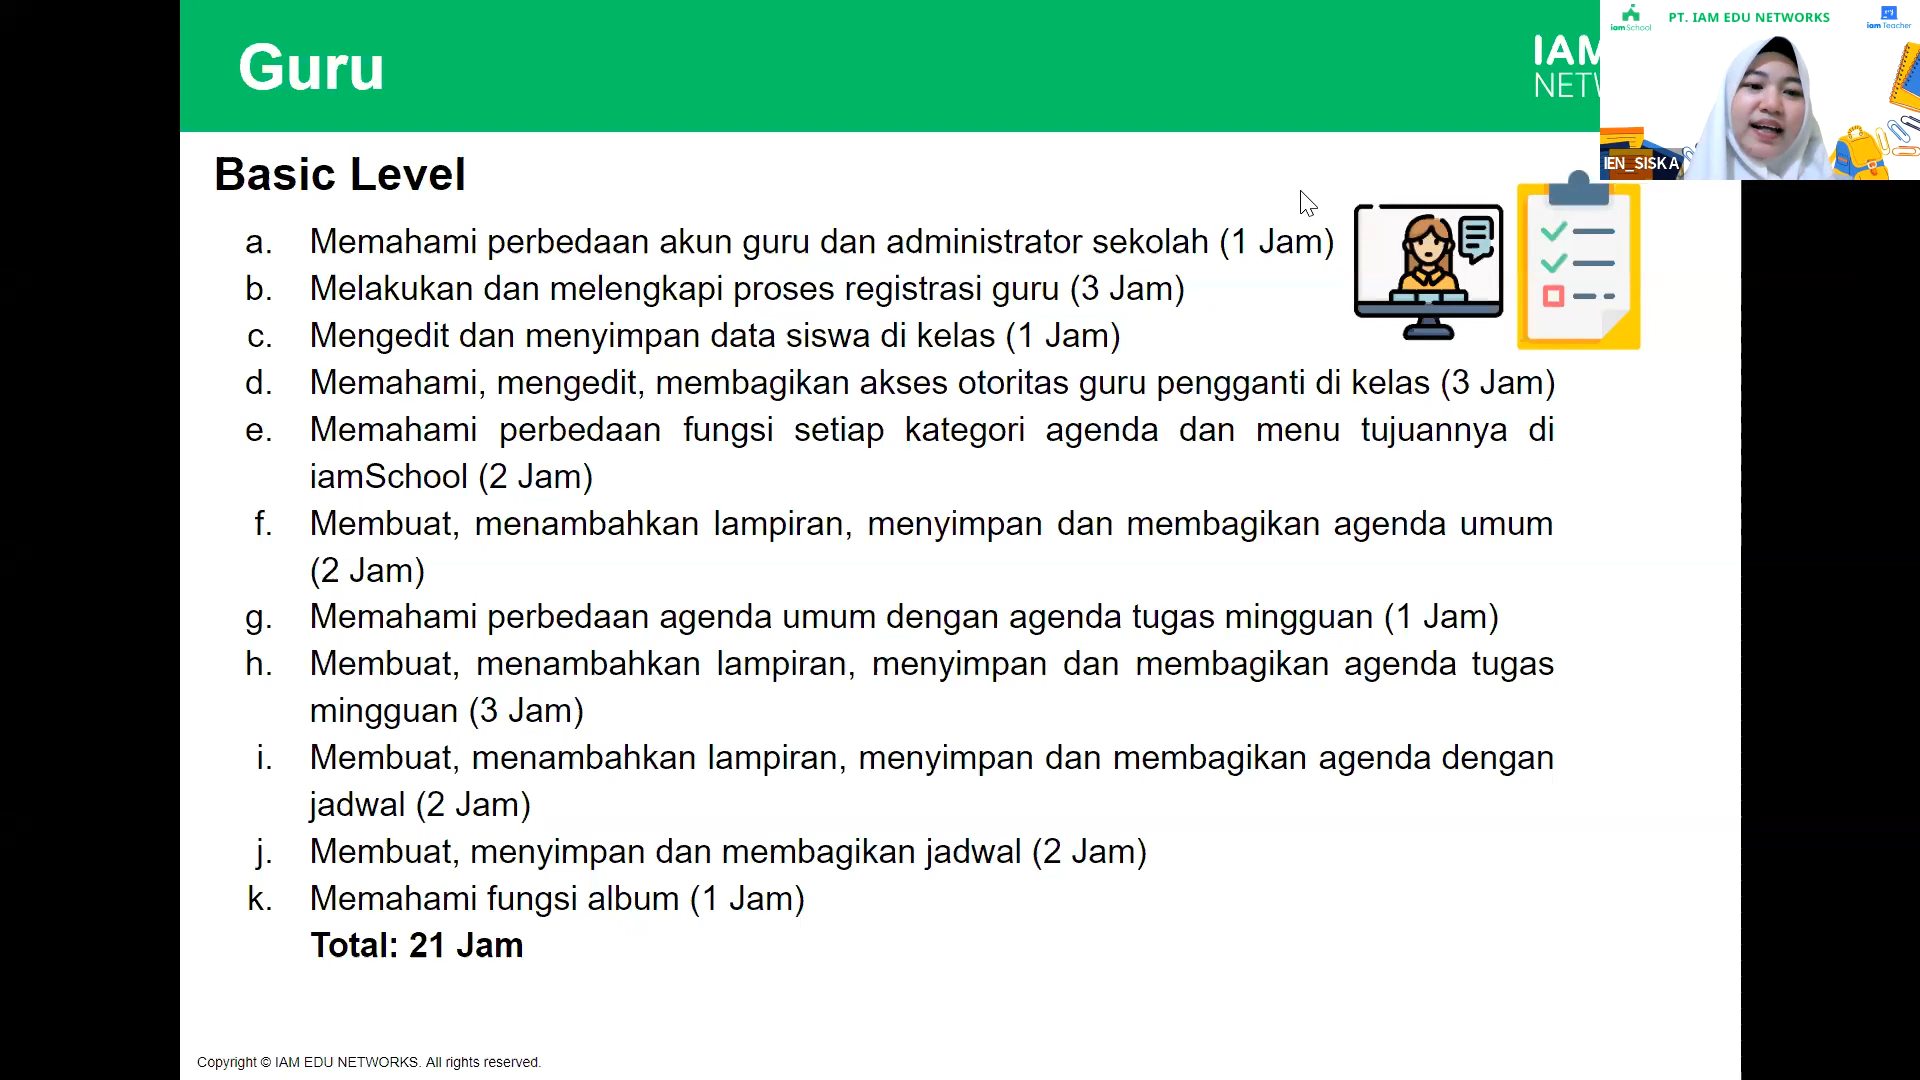 Guru
IAM
NETW
PT. IAM EDU NETWORKS
iamSchool
iam Teacher
IEN_SISKA
Basic Level
a. Memahami perbedaan akun guru dan administrator sekolah (1 Jam)
b. Melakukan dan melengkapi proses registrasi guru (3 Jam)
c. Mengedit dan menyimpan data siswa di kelas (1 Jam)
d. Memahami, mengedit, membagikan akses otoritas guru pengganti di kelas (3 Jam)
e. Memahami perbedaan fungsi setiap kategori agenda dan menu tujuannya di
iamSchool (2 Jam)
f. Membuat, menambahkan lampiran, menyimpan dan membagikan agenda umum
(2 Jam)
g. Memahami perbedaan agenda umum dengan agenda tugas mingguan (1 Jam)
h. Membuat, menambahkan lampiran, menyimpan dan membagikan agenda tugas
mingguan (3 Jam)
i. Membuat, menambahkan lampiran, menyimpan dan membagikan agenda dengan
jadwal (2 Jam)
j. Membuat, menyimpan dan membagikan jadwal (2 Jam)
k. Memahami fungsi album (1 Jam)
Total: 21 Jam
Copyright © IAM EDU NETWORKS. All rights reserved.